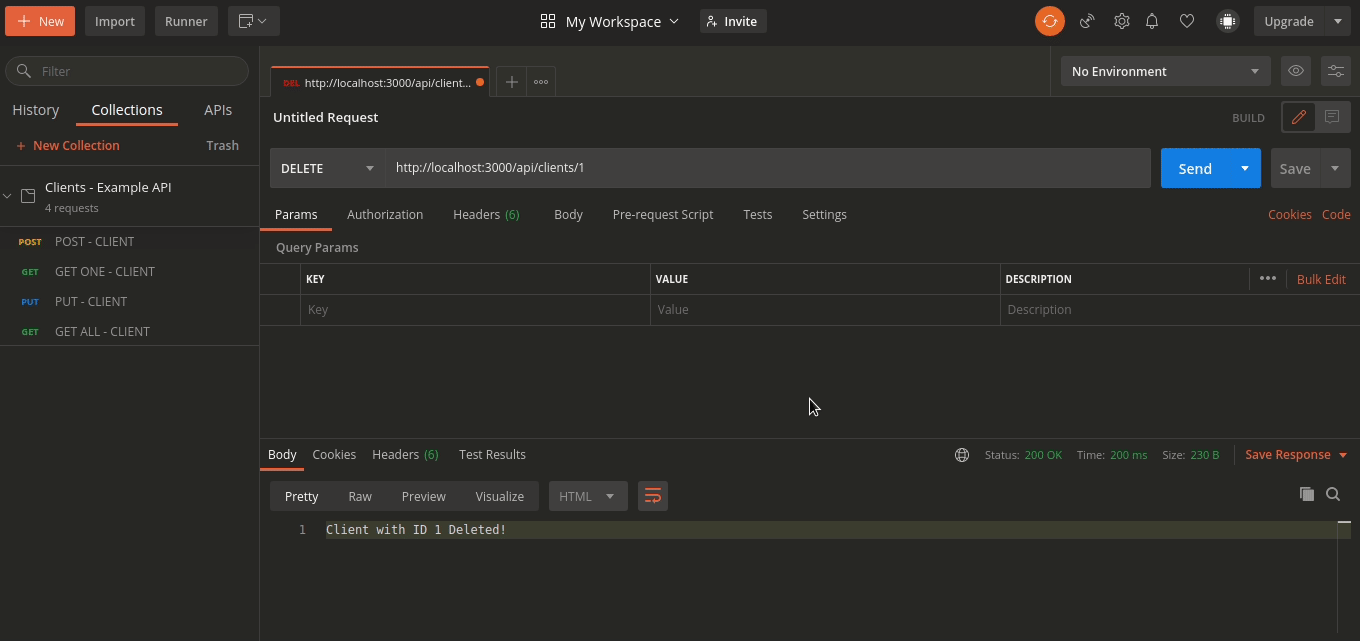 + New Import Runner My Workspace Invite Upgrade
Filter
History Collections APIs
+ New Collection Trash
Clients - Example API
4 requests
POST POST - CLIENT
GET GET ONE - CLIENT
PUT PUT - CLIENT
GET GET ALL - CLIENT
DEL http://localhost:3000/api/client... + ooo No Environment
Untitled Request BUILD
DELETE http://localhost:3000/api/clients/1 Send Save
Params Authorization Headers (6) Body Pre-request Script Tests Settings Cookies Code
Query Params
KEY VALUE DESCRIPTION ••• Bulk Edit
Key Value Description
Body Cookies Headers (6) Test Results Status: 200 OK Time: 200 ms Size: 230 B Save Response
Pretty Raw Preview Visualize HTML
1 Client with ID 1 Deleted!